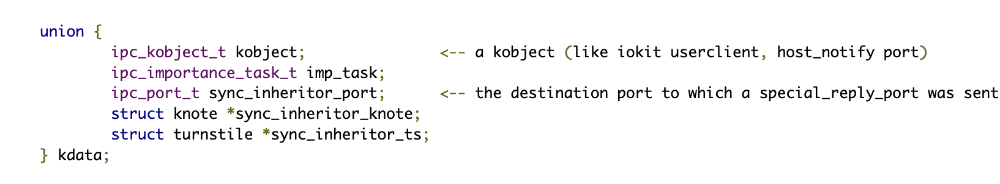 union {
ipc_kobject_t kobject; <-- a kobject (like iokit userclient, host_notify port)
ipc_importance_task_t imp_task;
ipc_port_t sync_inheritor_port; <-- the destination port to which a special_reply_port was sent
struct knote *sync_inheritor_knote;
struct turnstile *sync_inheritor_ts;
} kdata;